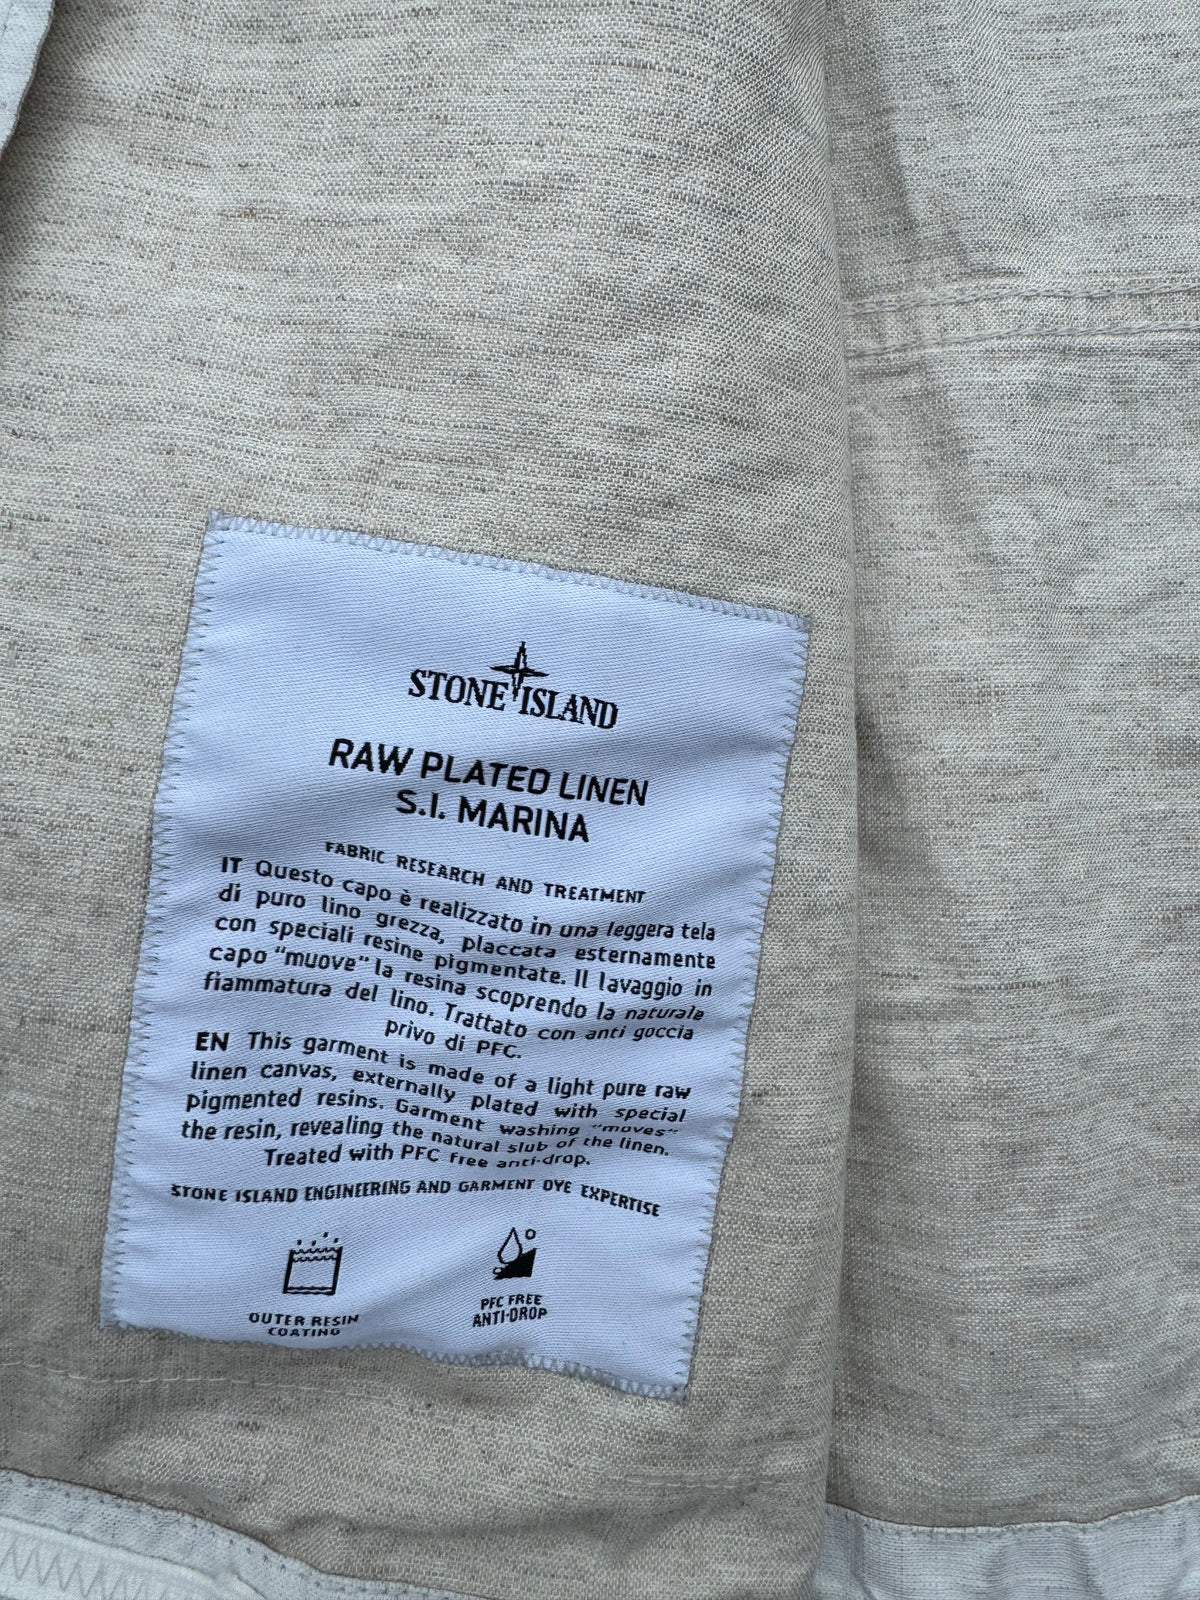 STONE ISLAND
RAW PLATED LINEN
S.I. MARINA
FABRIC RESEARCH AND TREATMENT
IT Questo capo è realizzato in una leggera tela
di puro lino grezza, placcata esternamente
con speciali resine pigmentate. Il lavaggio in
capo "muove" la resina scoprendo la naturale
fiammatura del lino. Trattato con anti goccia
privo di PFC.
EN This garment is made of a light pure raw
linen canvas, externally plated with special
pigmented resins. Garment washing "moves"
the resin, revealing the natural slub of the linen.
Treated with PFC free anti-drop.
STONE ISLAND ENGINEERING AND GARMENT DYE EXPERTISE
OUTER RESIN
COATING
PFC FREE
ANTI-DROP